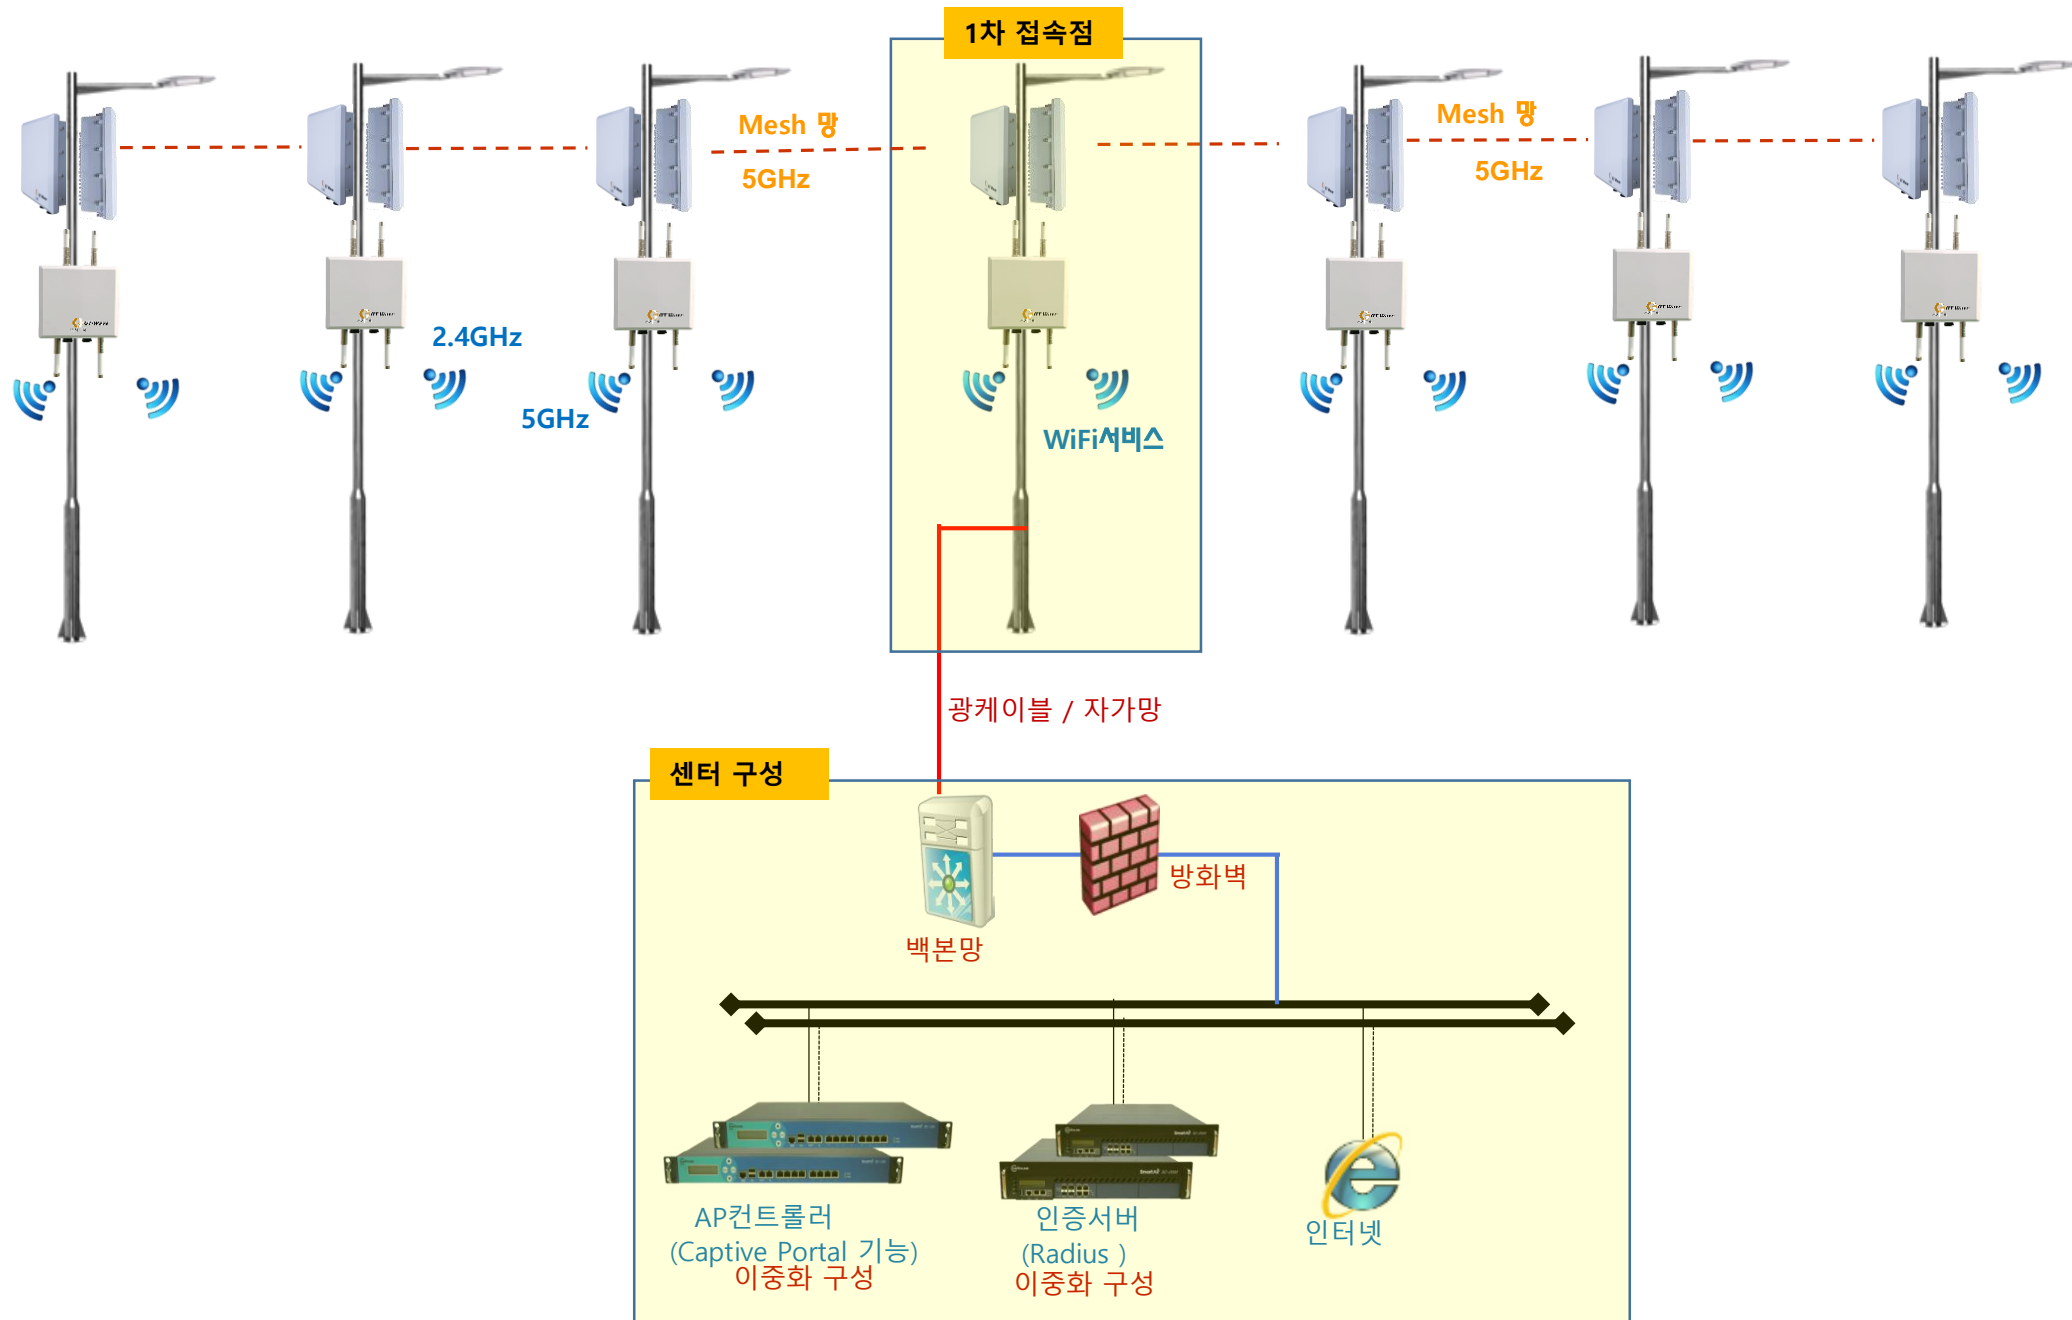 1차 접속점
Mesh 망
5GHz
Mesh 망
5GHz
2.4GHz
5GHz
WiFi서비스
광케이블 / 자가망
센터 구성
방화벽
백본망
AP컨트롤러
(Captive Portal 기능)
이중화 구성
인증서버
(Radius )
이중화 구성
인터넷